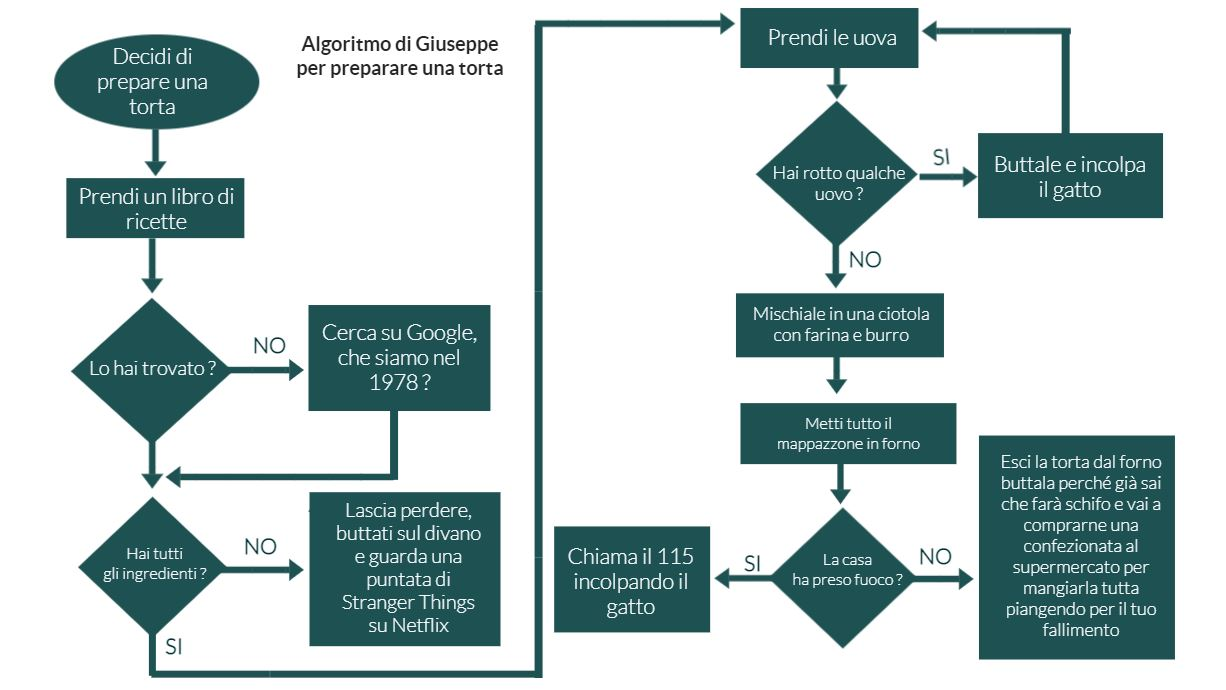 Algoritmo di Giuseppe
per preparare una torta
Decidi di
prepare una
torta
Prendi un libro di
ricette
Lo hai trovato ?
NO
Cerca su Google,
che siamo nel
1978 ?
Hai tutti
gli ingredienti ?
NO
Lascia perdere,
buttati sul divano
e guarda una
puntata di
Stranger Things
su Netflix
SI
Prendi le uova
Hai rotto qualche
uovo ?
SI
Buttale e incolpa
il gatto
NO
Mischiale in una ciotola
con farina e burro
Metti tutto il
mappazzone in forno
La casa
ha preso fuoco ?
SI
Chiama il 115
incolpando il
gatto
NO
Esci la torta dal forno
buttala perché già sai
che farà schifo e vai a
comprarne una
confezionata al
supermercato per
mangiarla tutta
piangendo per il tuo
fallimento